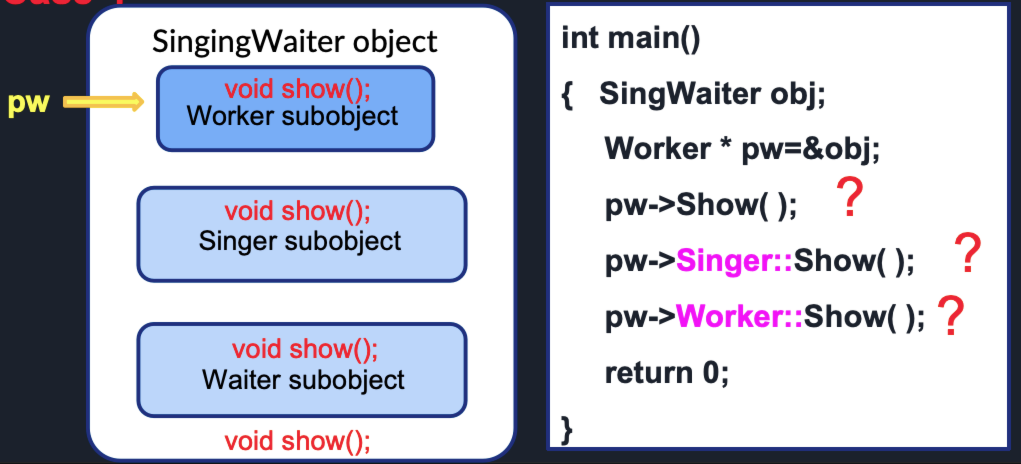 SingingWaiter object
pw
void show();
Worker subobject
void show();
Singer subobject
void show();
Waiter subobject
void show();
int main()
{ SingWaiter obj;
Worker * pw=&obj;
pw->Show( ); ?
pw->Singer::Show( ); ?
pw->Worker::Show( ); ?
return 0;
}